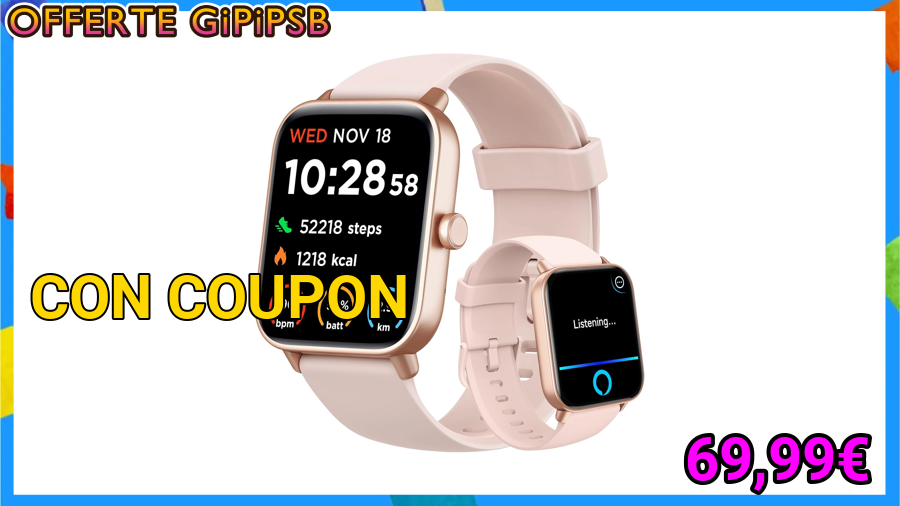 OFFERTE GiPiPSB
WED NOV 18
10:28 58
52218 steps
1218 kcal
CON COUPON
bpm
%
batt
km
Listening...
69,99€